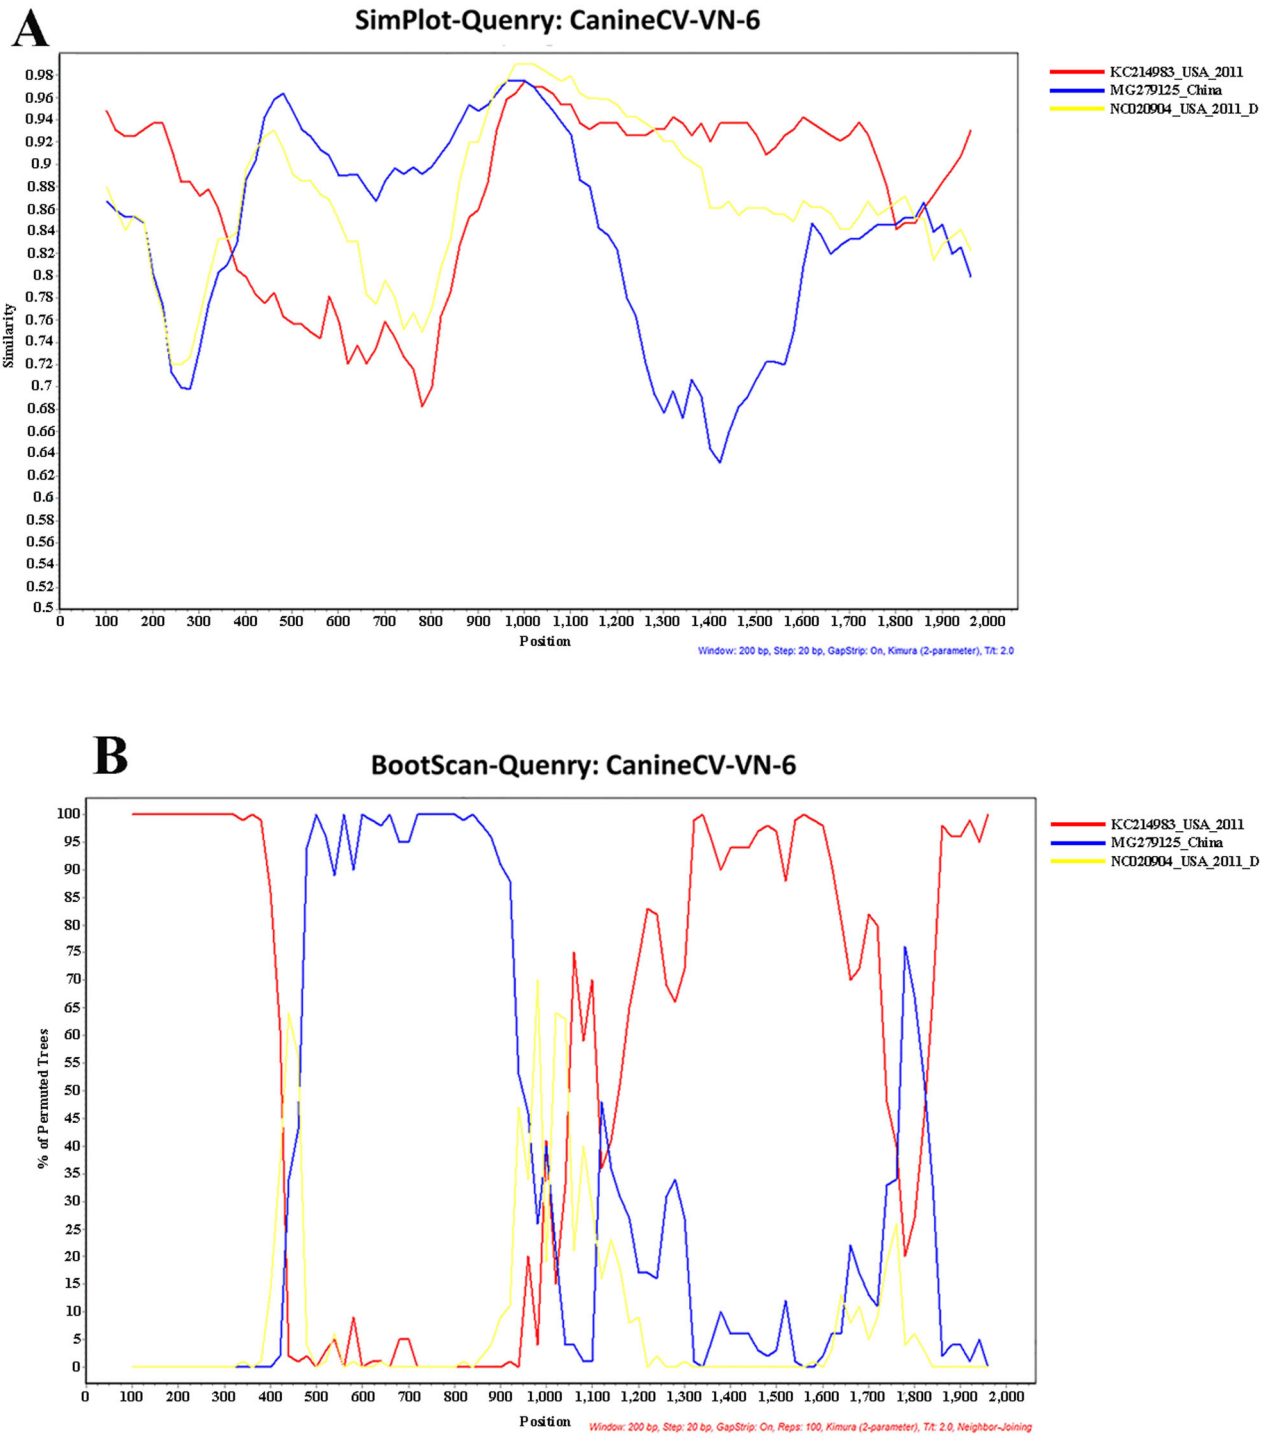 A
SimPlot-Quenry: CanineCV-VN-6
KC214983_USA_2011
MG279125_China
NC020904_USA_2011_D
Similarity
0.98
0.96
0.94
0.92
0.9
0.88
0.86
0.84
0.82
0.8
0.78
0.76
0.74
0.72
0.7
0.68
0.66
0.64
0.62
0.6
0.58
0.56
0.54
0.52
0.5
0 100 200 300 400 500 600 700 800 900 1,000 1,100 1,200 1,300 1,400 1,500 1,600 1,700 1,800 1,900 2,000
Position
Window: 200 bp, Step: 20 bp, GapStrip: On, Kimura (2-parameter), T/t: 2.0
B
BootScan-Quenry: CanineCV-VN-6
KC214983_USA_2011
MG279125_China
NC020904_USA_2011_D
% of Permuted Trees
100
95
90
85
80
75
70
65
60
55
50
45
40
35
30
25
20
15
10
5
0
0 100 200 300 400 500 600 700 800 900 1,000 1,100 1,200 1,300 1,400 1,500 1,600 1,700 1,800 1,900 2,000
Position
Window: 200 bp, Step: 20 bp, GapStrip: On, Reps: 100, Kimura (2-parameter), T/t: 2.0, Neighbor-Joining